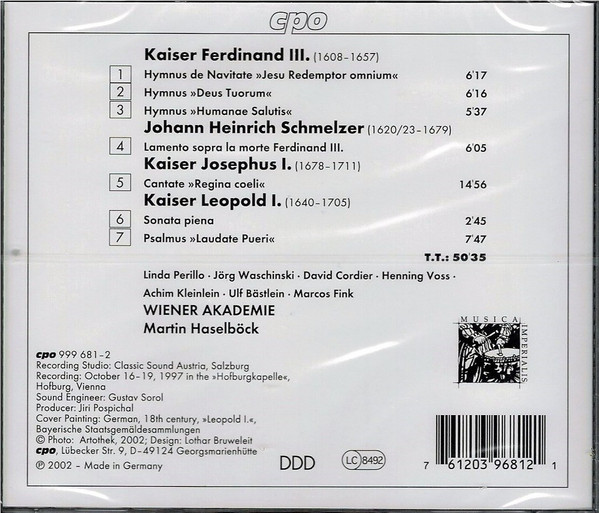 cpo
Kaiser Ferdinand III. (1608-1657)
1 Hymnus de Navitate »Jesu Redemptor omnium« 6'17
2 Hymnus »Deus Tuorum« 6'16
3 Hymnus »Humanae Salutis« 5'37
Johann Heinrich Schmelzer (1620/23-1679)
4 Lamento sopra la morte Ferdinand III. 6'05
Kaiser Josephus I. (1678-1711)
5 Cantate »Regina coeli« 14'56
Kaiser Leopold I. (1640-1705)
6 Sonata piena 2'45
7 Psalmus »Laudate Pueri« 7'47
T.T.: 50'35
Linda Perillo · Jörg Waschinski · David Cordier · Henning Voss ·
Achim Kleinlein · Ulf Bästlein · Marcos Fink
WIENER AKADEMIE
Martin Haselböck
MUSICA
IMPERIALIS
cpo 999 681-2
Recording Studio: Classic Sound Austria, Salzburg
Recording: October 16-19, 1997 in the »Hofburgkapelle«,
Hofburg, Vienna
Sound Engineer: Gustav Sorol
Producer: Jiri Pospichal
Cover Painting: German, 18th century, »Leopold I.«,
Bayerische Staatsgemäldesammlungen
© Photo: Artothek, 2002; Design: Lothar Bruweleit
cpo, Lübecker Str. 9, D-49124 Georgsmarienhütte
℗ 2002 - Made in Germany
DDD
LC 8492
7 61203 96812 1